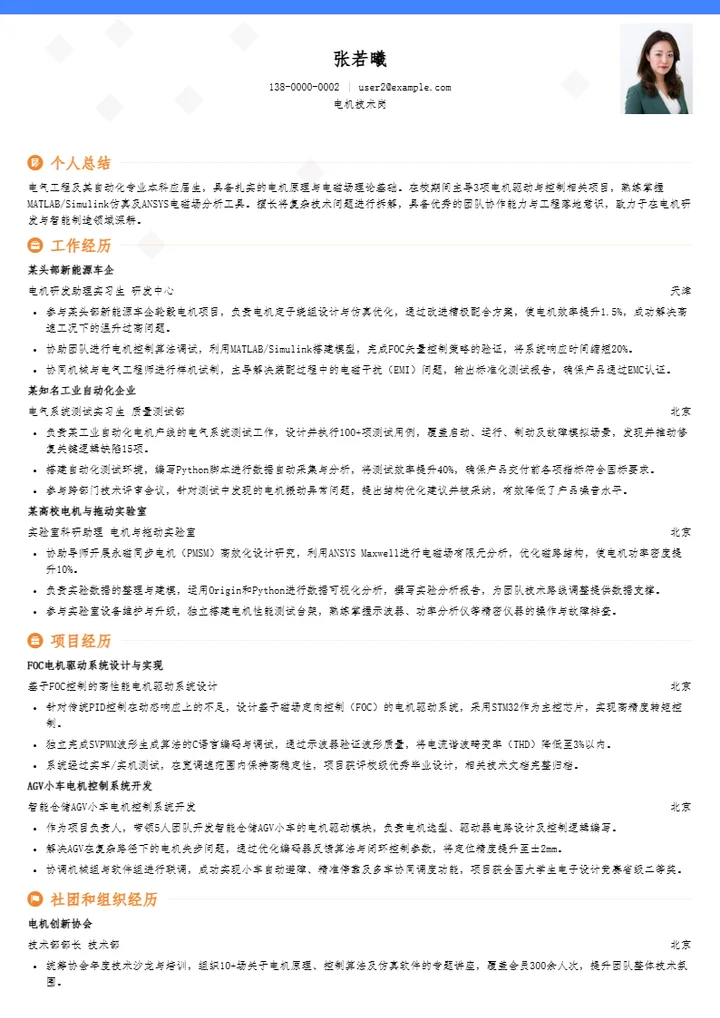 张若曦
138-0000-0002 | user2@example.com
电机技术岗
个人总结
电气工程及其自动化专业本科应届生，具备扎实的电机原理与电磁场理论基础。在校期间主导3项电机驱动与控制相关项目，熟练掌握
MATLAB/Simulink仿真及ANSYS电磁场分析工具。擅长将复杂技术问题进行拆解，具备优秀的团队协作能力与工程落地意识，致力于在电机研
发与智能制造领域深耕。
工作经历
某头部新能源车企
电机研发助理实习生 研发中心 天津
• 参与某头部新能源车企轮毂电机项目，负责电机定子绕组设计与仿真优化，通过改进槽极配合方案，使电机效率提升1.5%，成功解决高
速工况下的温升过高问题。
• 协助团队进行电机控制算法调试，利用MATLAB/Simulink搭建模型，完成FOC矢量控制策略的验证，将系统响应时间缩短20%。
• 协同机械与电气工程师进行样机试制，主导解决装配过程中的电磁干扰（EMI）问题，输出标准化测试报告，确保产品通过EMC认证。
某知名工业自动化企业
电气系统测试实习生 质量测试部 北京
• 负责某工业自动化电机产线的电气系统测试工作，设计并执行100+项测试用例，覆盖启动、运行、制动及故障模拟场景，发现并推动修
复关键逻辑缺陷15项。
• 搭建自动化测试环境，编写Python脚本进行数据自动采集与分析，将测试效率提升40%，确保产品交付前各项指标符合国标要求。
• 参与跨部门技术评审会议，针对测试中发现的电机振动异常问题，提出结构优化建议并被采纳，有效降低了产品噪音水平。
某高校电机与拖动实验室
实验室科研助理 电机与拖动实验室 北京
• 协助导师开展永磁同步电机（PMSM）高效化设计研究，利用ANSYS Maxwell进行电磁场有限元分析，优化磁路结构，使电机功率密度提
升10%。
• 负责实验数据的整理与建模，运用Origin和Python进行数据可视化分析，撰写实验分析报告，为团队技术路线调整提供数据支撑。
• 参与实验室设备维护与升级，独立搭建电机性能测试台架，熟练掌握示波器、功率分析仪等精密仪器的操作与故障排查。
项目经历
FOC电机驱动系统设计与实现
基于FOC控制的高性能电机驱动系统设计 北京
• 针对传统PID控制在动态响应上的不足，设计基于磁场定向控制（FOC）的电机驱动系统，采用STM32作为主控芯片，实现高精度转矩控
制。
• 独立完成SVPWM波形生成算法的C语言编码与调试，通过示波器验证波形质量，将电流谐波畸变率（THD）降低至3%以内。
• 系统经过实车/实机测试，在宽调速范围内保持高稳定性，项目获评校级优秀毕业设计，相关技术文档完整归档。
AGV小车电机控制系统开发
智能仓储AGV小车电机控制系统开发 北京
• 作为项目负责人，带领5人团队开发智能仓储AGV小车的电机驱动模块，负责电机选型、驱动器电路设计及控制逻辑编写。
• 解决AGV在复杂路径下的电机失步问题，通过优化编码器反馈算法与闭环控制参数，将定位精度提升至±2mm。
• 协调机械组与软件组进行联调，成功实现小车自动避障、精准停靠及多车协同调度功能，项目获全国大学生电子设计竞赛省级二等奖。
社团和组织经历
电机创新协会
技术部部长 技术部 北京
• 统筹协会年度技术沙龙与培训，组织10+场关于电机原理、控制算法及仿真软件的专题讲座，覆盖会员300余人次，提升团队整体技术氛
围。